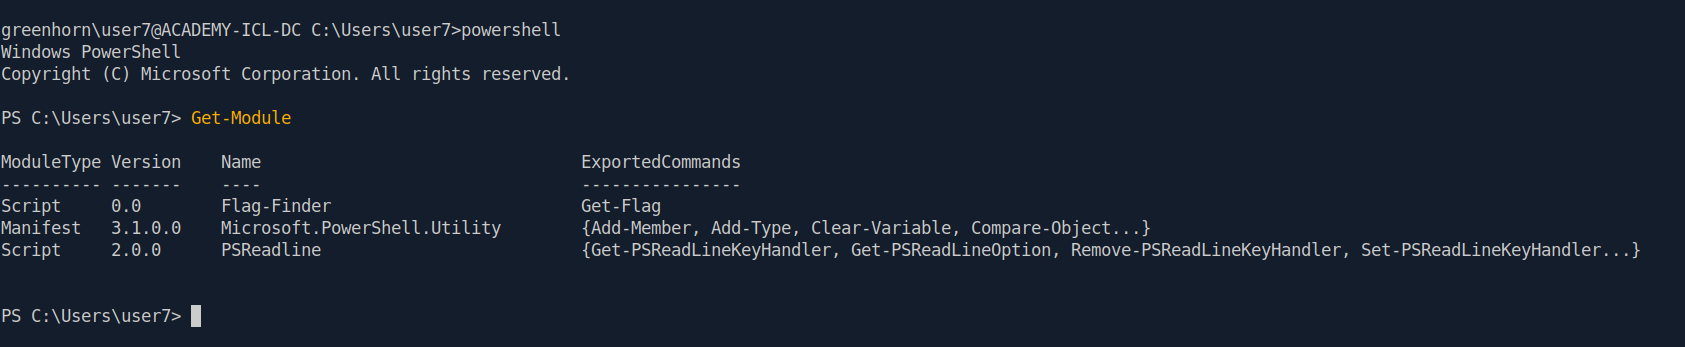 greenhorn\user7@ACADEMY-ICL-DC C:\Users\user7>powershell
Windows PowerShell
Copyright (C) Microsoft Corporation. All rights reserved.
PS C:\Users\user7> Get-Module
ModuleType Version    Name                                ExportedCommands
---------- -------    ----                                ----------------
Script     0.0        Flag-Finder                         Get-Flag
Manifest   3.1.0.0    Microsoft.PowerShell.Utility        {Add-Member, Add-Type, Clear-Variable, Compare-Object...}
Script     2.0.0      PSReadline                          {Get-PSReadLineKeyHandler, Get-PSReadLineOption, Remove-PSReadLineKeyHandler, Set-PSReadLineKeyHandler...}
PS C:\Users\user7>